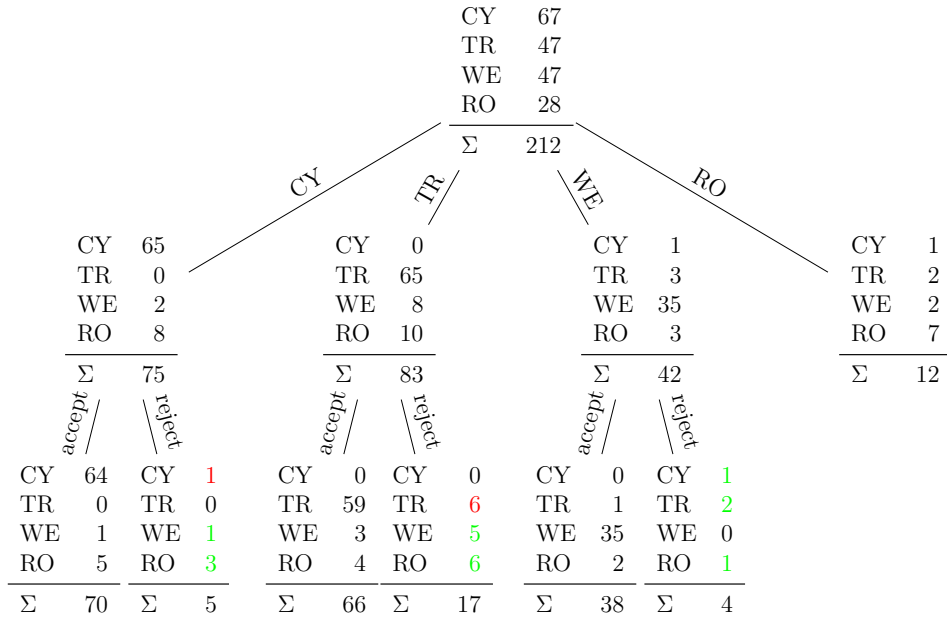 CY 67
TR 47
WE 47
RO 28
Σ 212
CY
TR
WE
RO
CY 65
TR 0
WE 2
RO 8
Σ 75
CY 0
TR 65
WE 8
RO 10
Σ 83
CY 1
TR 3
WE 35
RO 3
Σ 42
CY 1
TR 2
WE 2
RO 7
Σ 12
accept
reject
accept
reject
accept
reject
CY 64
TR 0
WE 1
RO 5
Σ 70
CY 1
TR 0
WE 1
RO 3
Σ 5
CY 0
TR 59
WE 3
RO 4
Σ 66
CY 0
TR 6
WE 5
RO 6
Σ 17
CY 0
TR 1
WE 35
RO 2
Σ 38
CY 1
TR 2
WE 0
RO 1
Σ 4